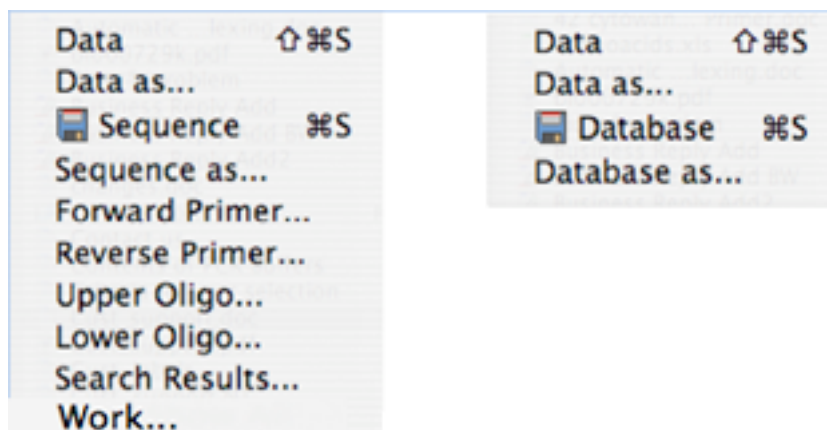 Data ⇧⌘S
Data as...
Sequence ⌘S
Sequence as...
Forward Primer...
Reverse Primer...
Upper Oligo...
Lower Oligo...
Search Results...
Work...
Data ⇧⌘S
Data as...
Database ⌘S
Database as...